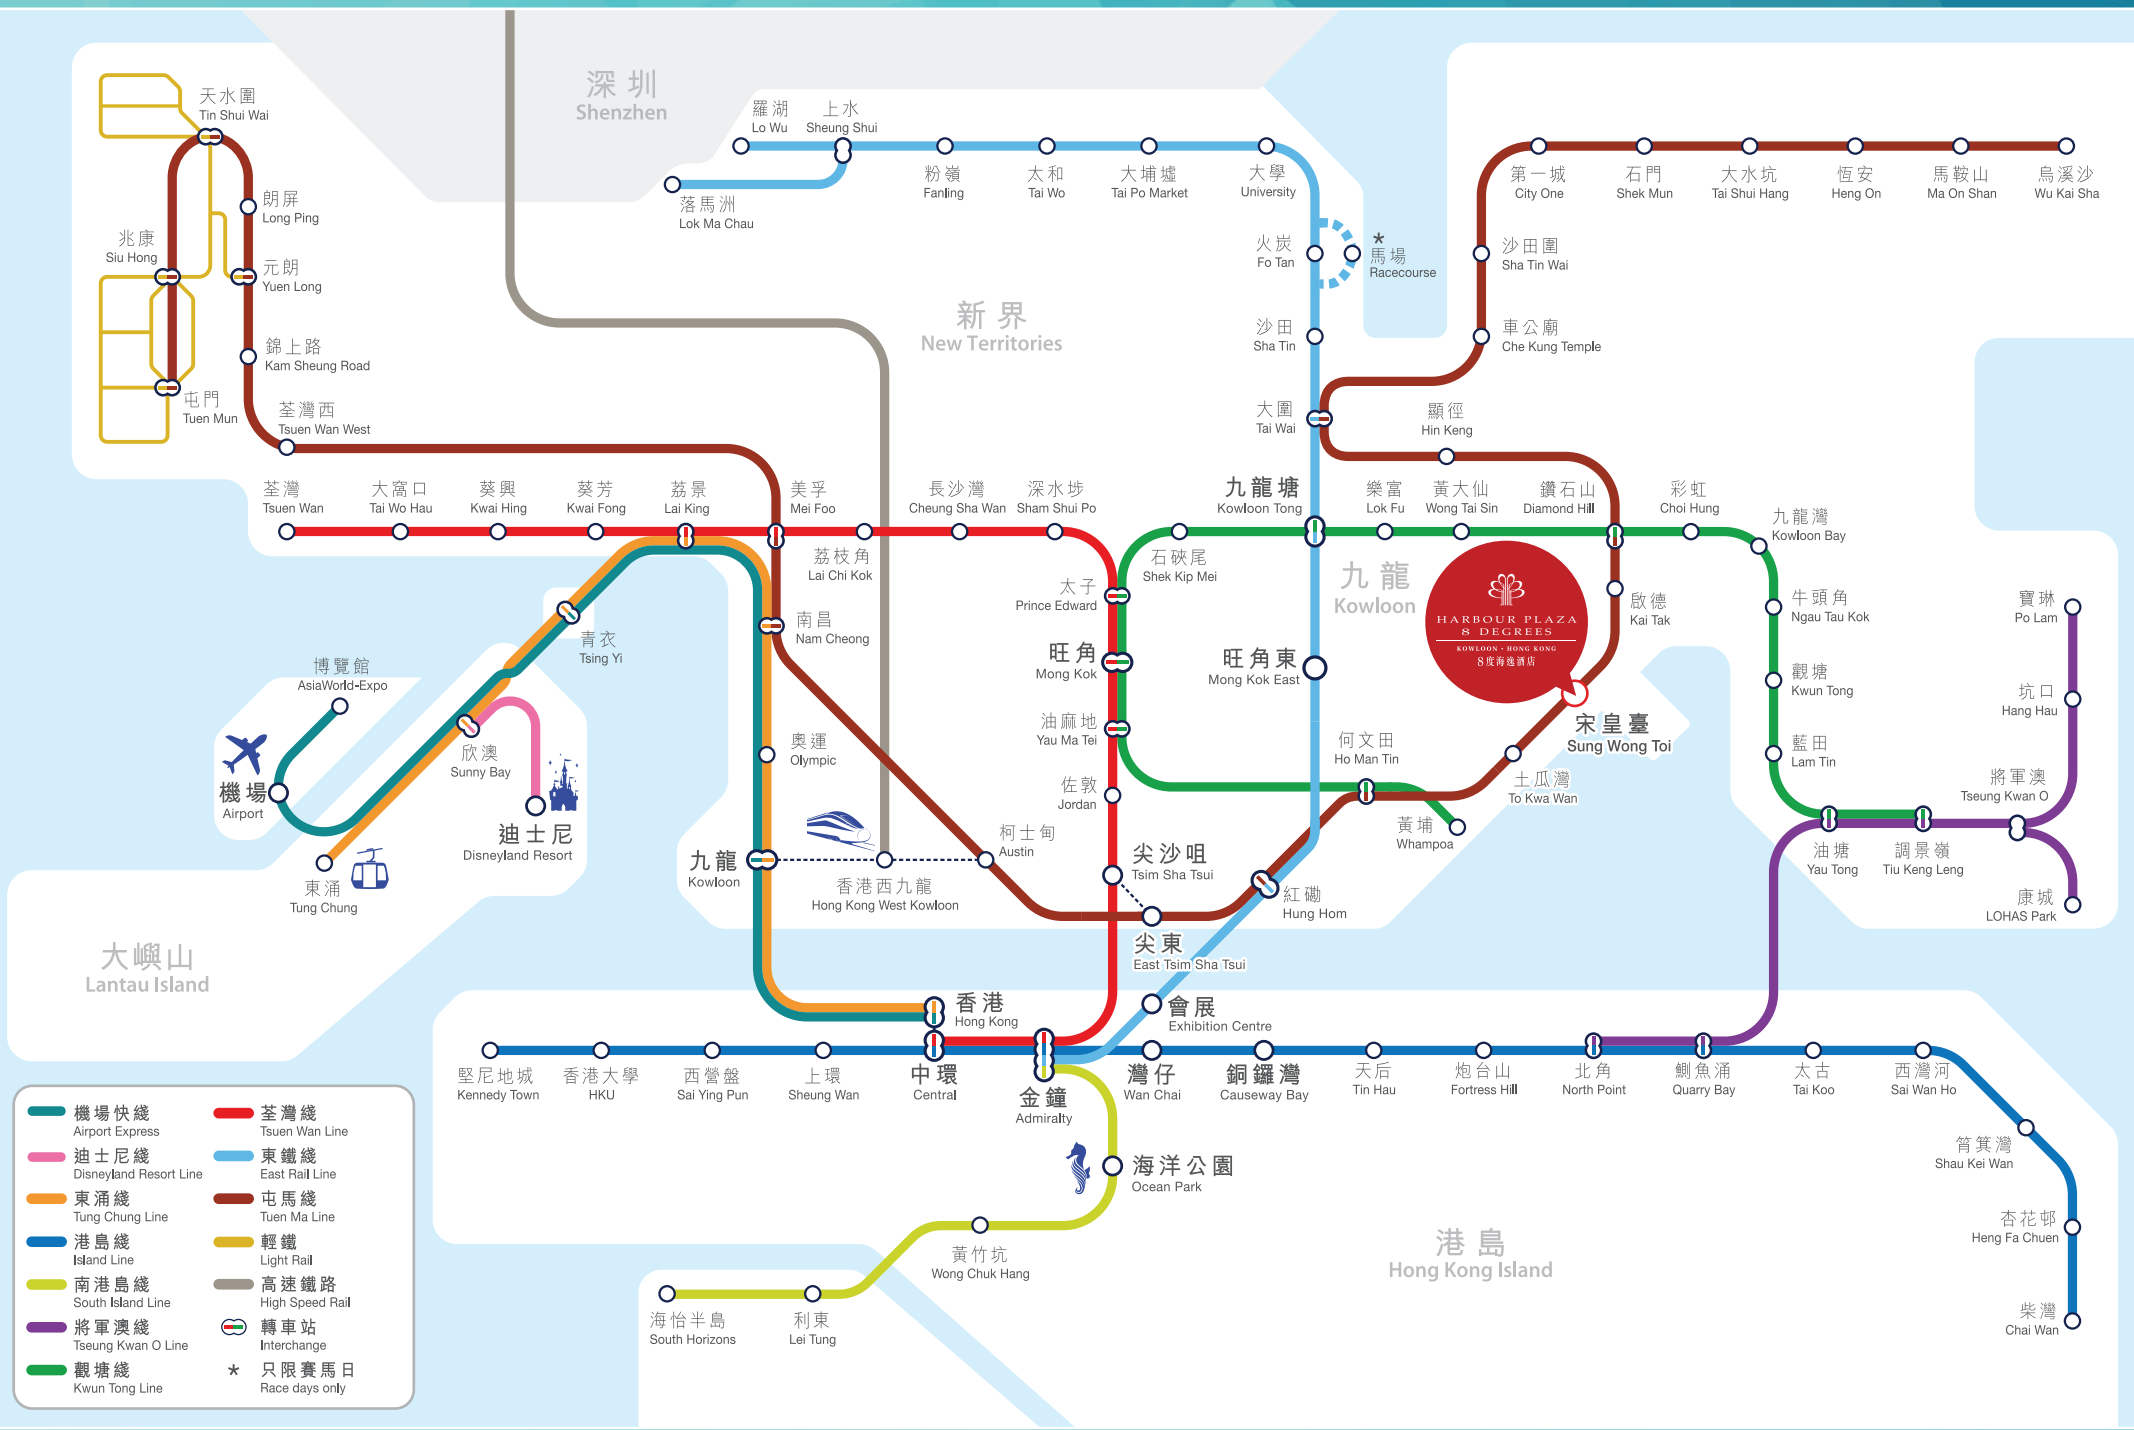 深圳
Shenzhen
天水圍
Tin Shui Wai
羅湖
Lo Wu
上水
Sheung Shui
落馬洲
Lok Ma Chau
粉嶺
Fanling
太和
Tai Wo
大埔墟
Tai Po Market
大學
University
第一城
City One
石門
Shek Mun
大水坑
Tai Shui Hang
恆安
Heng On
馬鞍山
Ma On Shan
烏溪沙
Wu Kai Sha
朗屏
Long Ping
兆康
Siu Hong
元朗
Yuen Long
火炭
Fo Tan
*
馬場
Racecourse
沙田圍
Sha Tin Wai
新界
New Territories
沙田
Sha Tin
車公廟
Che Kung Temple
錦上路
Kam Sheung Road
屯門
Tuen Mun
荃灣西
Tsuen Wan West
大圍
Tai Wai
顯徑
Hin Keng
荃灣
Tsuen Wan
大窩口
Tai Wo Hau
葵興
Kwai Hing
葵芳
Kwai Fong
荔景
Lai King
美孚
Mei Foo
長沙灣
Cheung Sha Wan
深水埗
Sham Shui Po
九龍塘
Kowloon Tong
樂富
Lok Fu
黃大仙
Wong Tai Sin
鑽石山
Diamond Hill
彩虹
Choi Hung
九龍灣
Kowloon Bay
荔枝角
Lai Chi Kok
石硤尾
Shek Kip Mei
九龍
Kowloon
太子
Prince Edward
HARBOUR PLAZA
8 DEGREES
KOWLOON • HONG KONG
8度海逸酒店
啟德
Kai Tak
牛頭角
Ngau Tau Kok
寶琳
Po Lam
南昌
Nam Cheong
青衣
Tsing Yi
旺角
Mong Kok
旺角東
Mong Kok East
博覽館
AsiaWorld-Expo
觀塘
Kwun Tong
坑口
Hang Hau
宋皇臺
Sung Wong Toi
油麻地
Yau Ma Tei
何文田
Ho Man Tin
奧運
Olympic
欣澳
Sunny Bay
藍田
Lam Tin
機場
Airport
佐敦
Jordan
土瓜灣
To Kwa Wan
將軍澳
Tseung Kwan O
迪士尼
Disneyland Resort
黃埔
Whampoa
柯士甸
Austin
九龍
Kowloon
尖沙咀
Tsim Sha Tsui
油塘
Yau Tong
調景嶺
Tiu Keng Leng
東涌
Tung Chung
香港西九龍
Hong Kong West Kowloon
紅磡
Hung Hom
康城
LOHAS Park
大嶼山
Lantau Island
尖東
East Tsim Sha Tsui
香港
Hong Kong
會展
Exhibition Centre
堅尼地城
Kennedy Town
香港大學
HKU
西營盤
Sai Ying Pun
上環
Sheung Wan
中環
Central
金鐘
Admiralty
灣仔
Wan Chai
銅鑼灣
Causeway Bay
天后
Tin Hau
炮台山
Fortress Hill
北角
North Point
鰂魚涌
Quarry Bay
太古
Tai Koo
西灣河
Sai Wan Ho
筲箕灣
Shau Kei Wan
海洋公園
Ocean Park
杏花邨
Heng Fa Chuen
黃竹坑
Wong Chuk Hang
港島
Hong Kong Island
海怡半島
South Horizons
利東
Lei Tung
柴灣
Chai Wan
機場快綫
Airport Express
迪士尼綫
Disneyland Resort Line
東涌綫
Tung Chung Line
港島綫
Island Line
南港島綫
South Island Line
將軍澳綫
Tseung Kwan O Line
觀塘綫
Kwun Tong Line
荃灣綫
Tsuen Wan Line
東鐵綫
East Rail Line
屯馬綫
Tuen Ma Line
輕鐵
Light Rail
高速鐵路
High Speed Rail
轉車站
Interchange
* 只限賽馬日
Race days only